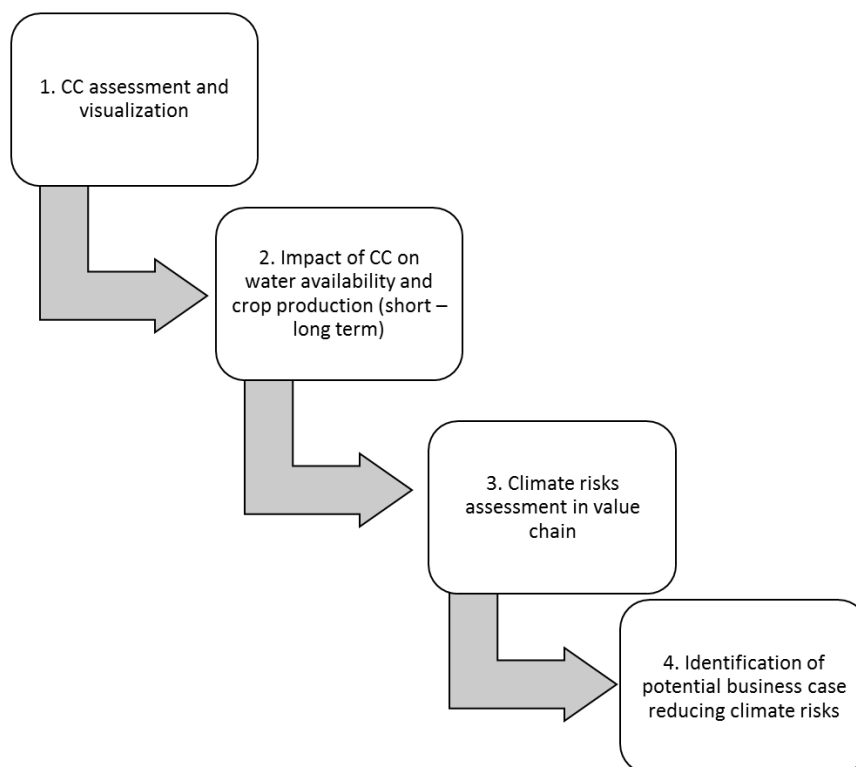 1. CC assessment and
visualization
2. Impact of CC on
water availability and
crop production (short –
long term)
3. Climate risks
assessment in value
chain
4. Identification of
potential business case
reducing climate risks